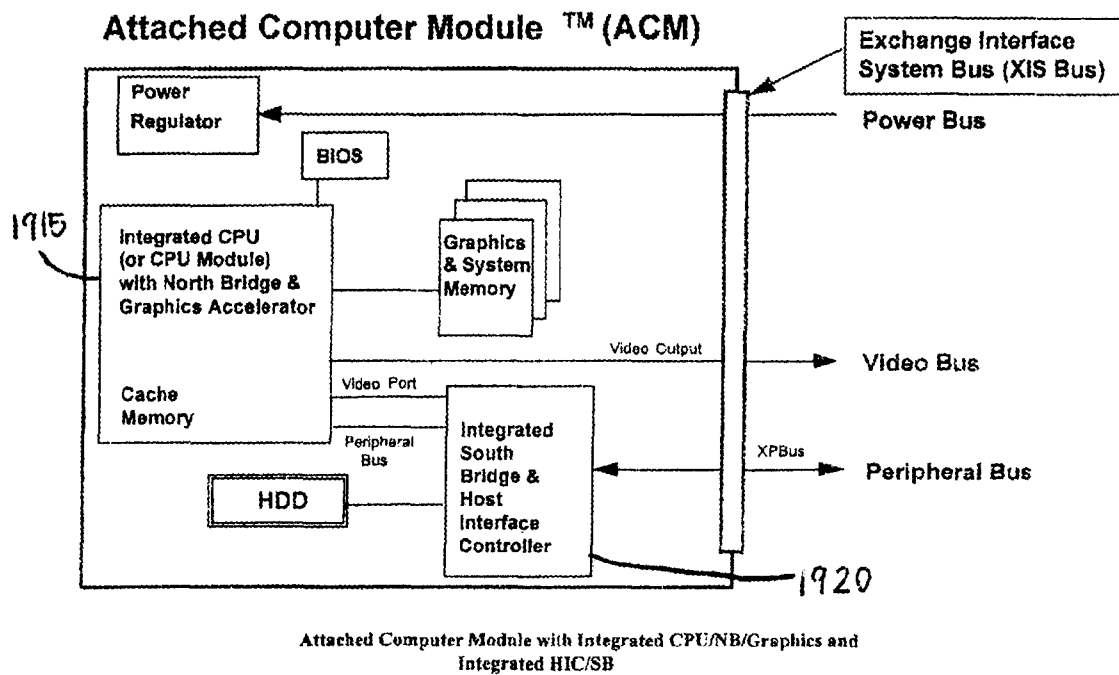 Attached Computer Module ™ (ACM)
Exchange Interface
System Bus (XIS Bus)
Power
Regulator
Power Bus
BIOS
1915
Integrated CPU
(or CPU Module)
with North Bridge &
Graphics Accelerator
Graphics
& System
Memory
Video Output
Video Bus
Cache
Memory
Video Port
Peripheral
Bus
Integrated
South
Bridge &
Host
Interface
Controller
XPBus
Peripheral Bus
HDD
1920
Attached Computer Module with Integrated CPU/NB/Graphics and
Integrated HIC/SB